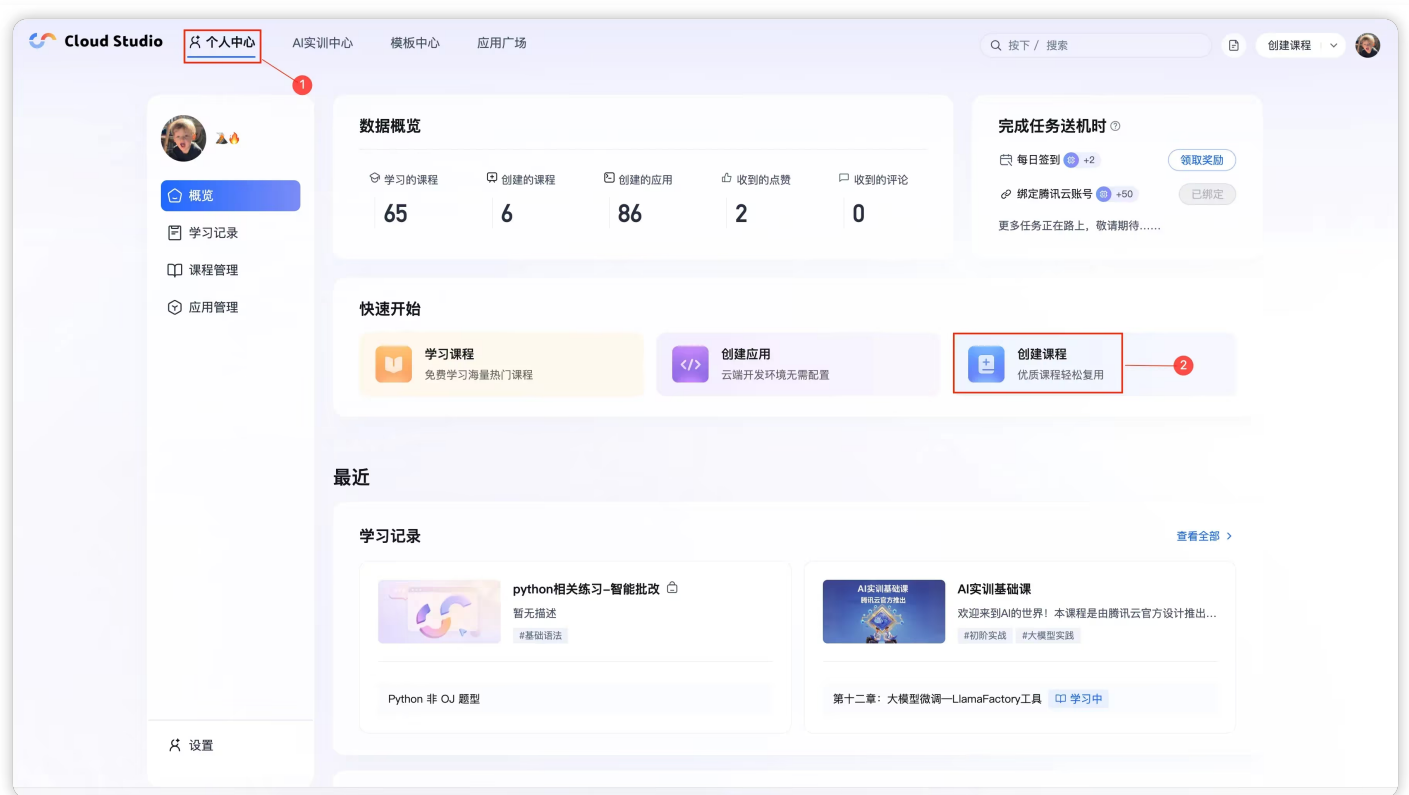 Cloud Studio
个人中心
AI实训中心
模板中心
应用广场
按下 / 搜索
创建课程
1
概览
学习记录
课程管理
应用管理
设置
数据概览
学习的课程
65
创建的课程
6
创建的应用
86
收到的点赞
2
收到的评论
0
完成任务送机时
每日签到 +2
领取奖励
绑定腾讯云账号 +50
已绑定
更多任务正在路上，敬请期待……
快速开始
学习课程
免费学习海量热门课程
创建应用
云端开发环境无需配置
创建课程
优质课程轻松复用
2
最近
学习记录
查看全部
python相关练习–智能批改
暂无描述
#基础语法
Python 非 OJ 题型
AI实训基础课
腾讯云官方推出
AI实训基础课
欢迎来到AI的世界！本课程是由腾讯云官方设计推出...
#初阶实战 #大模型实践
第十二章：大模型微调—LlamaFactory工具
学习中